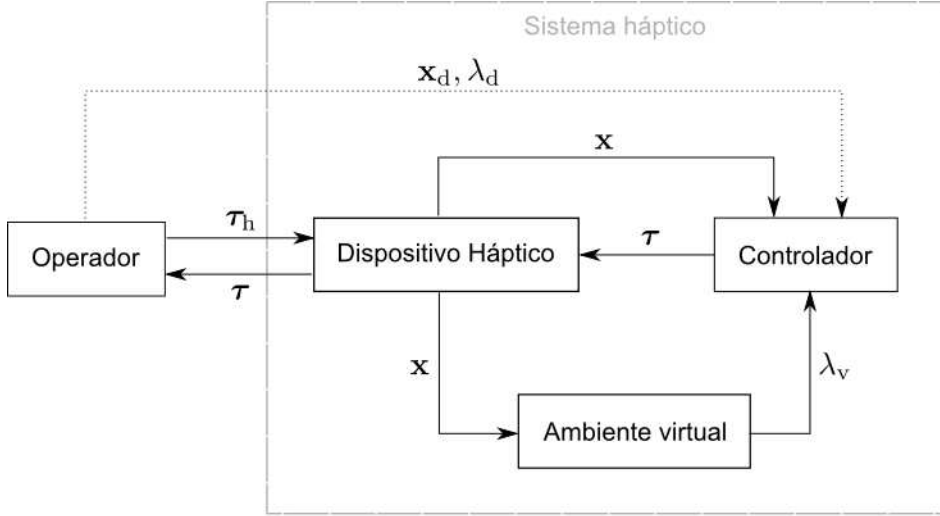 Sistema háptico
x_d, λ_d
x
τ_h
Operador
Dispositivo Háptico
τ
Controlador
τ
x
λ_v
Ambiente virtual